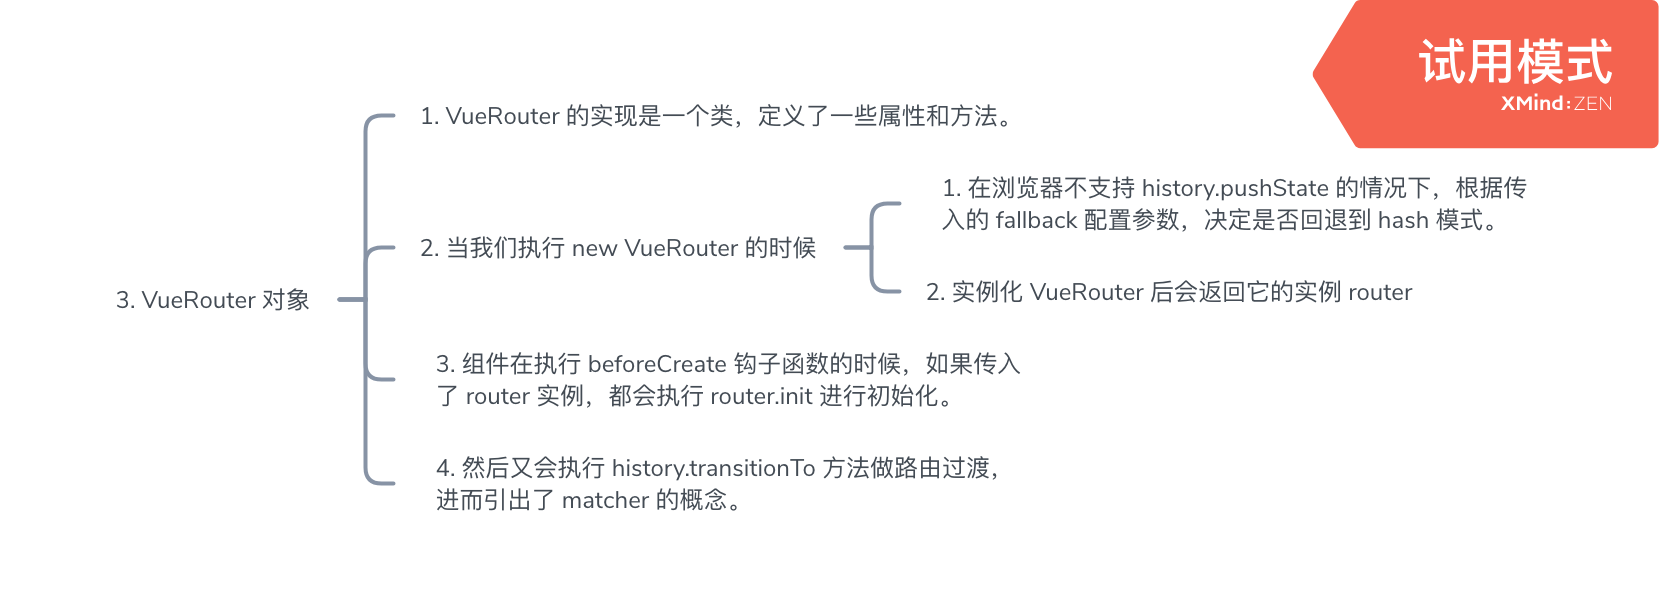 试用模式
XMind:ZEN
1. VueRouter 的实现是一个类，定义了一些属性和方法。
1. 在浏览器不支持 history.pushState 的情况下，根据传
入的 fallback 配置参数，决定是否回退到 hash 模式。
2. 当我们执行 new VueRouter 的时候
2. 实例化 VueRouter 后会返回它的实例 router
3. VueRouter 对象
3. 组件在执行 beforeCreate 钩子函数的时候，如果传入
了 router 实例，都会执行 router.init 进行初始化。
4. 然后又会执行 history.transitionTo 方法做路由过渡，
进而引出了 matcher 的概念。